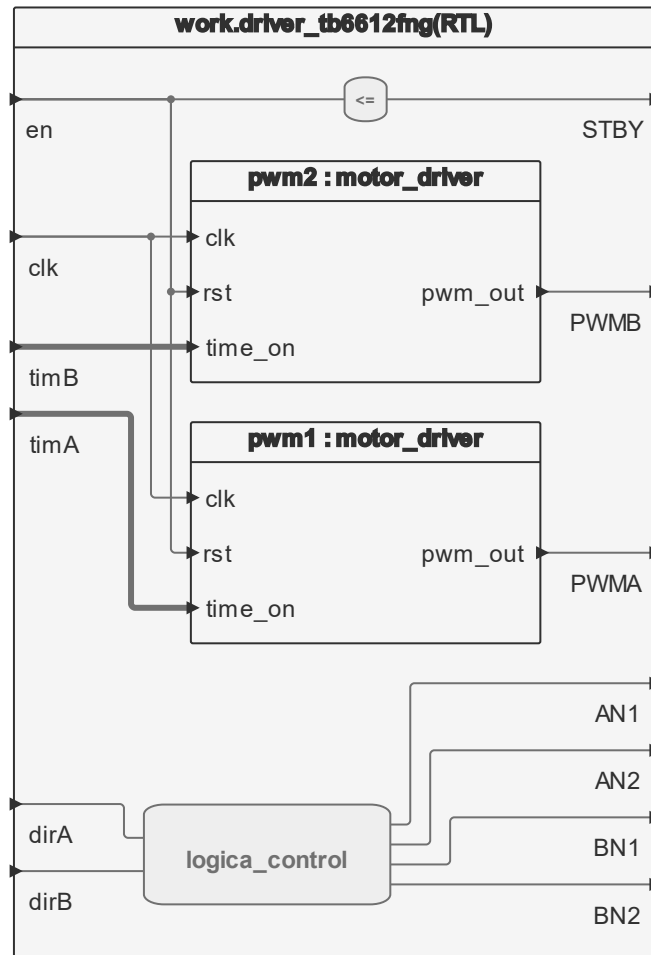 work.driver_tb6612fng(RTL)
<=
en
STBY
pwm2 : motor_driver
clk
clk
rst
pwm_out
PWMB
time_on
timB
timA
pwm1 : motor_driver
clk
rst
pwm_out
PWMA
time_on
AN1
AN2
dirA
logica_control
BN1
dirB
BN2